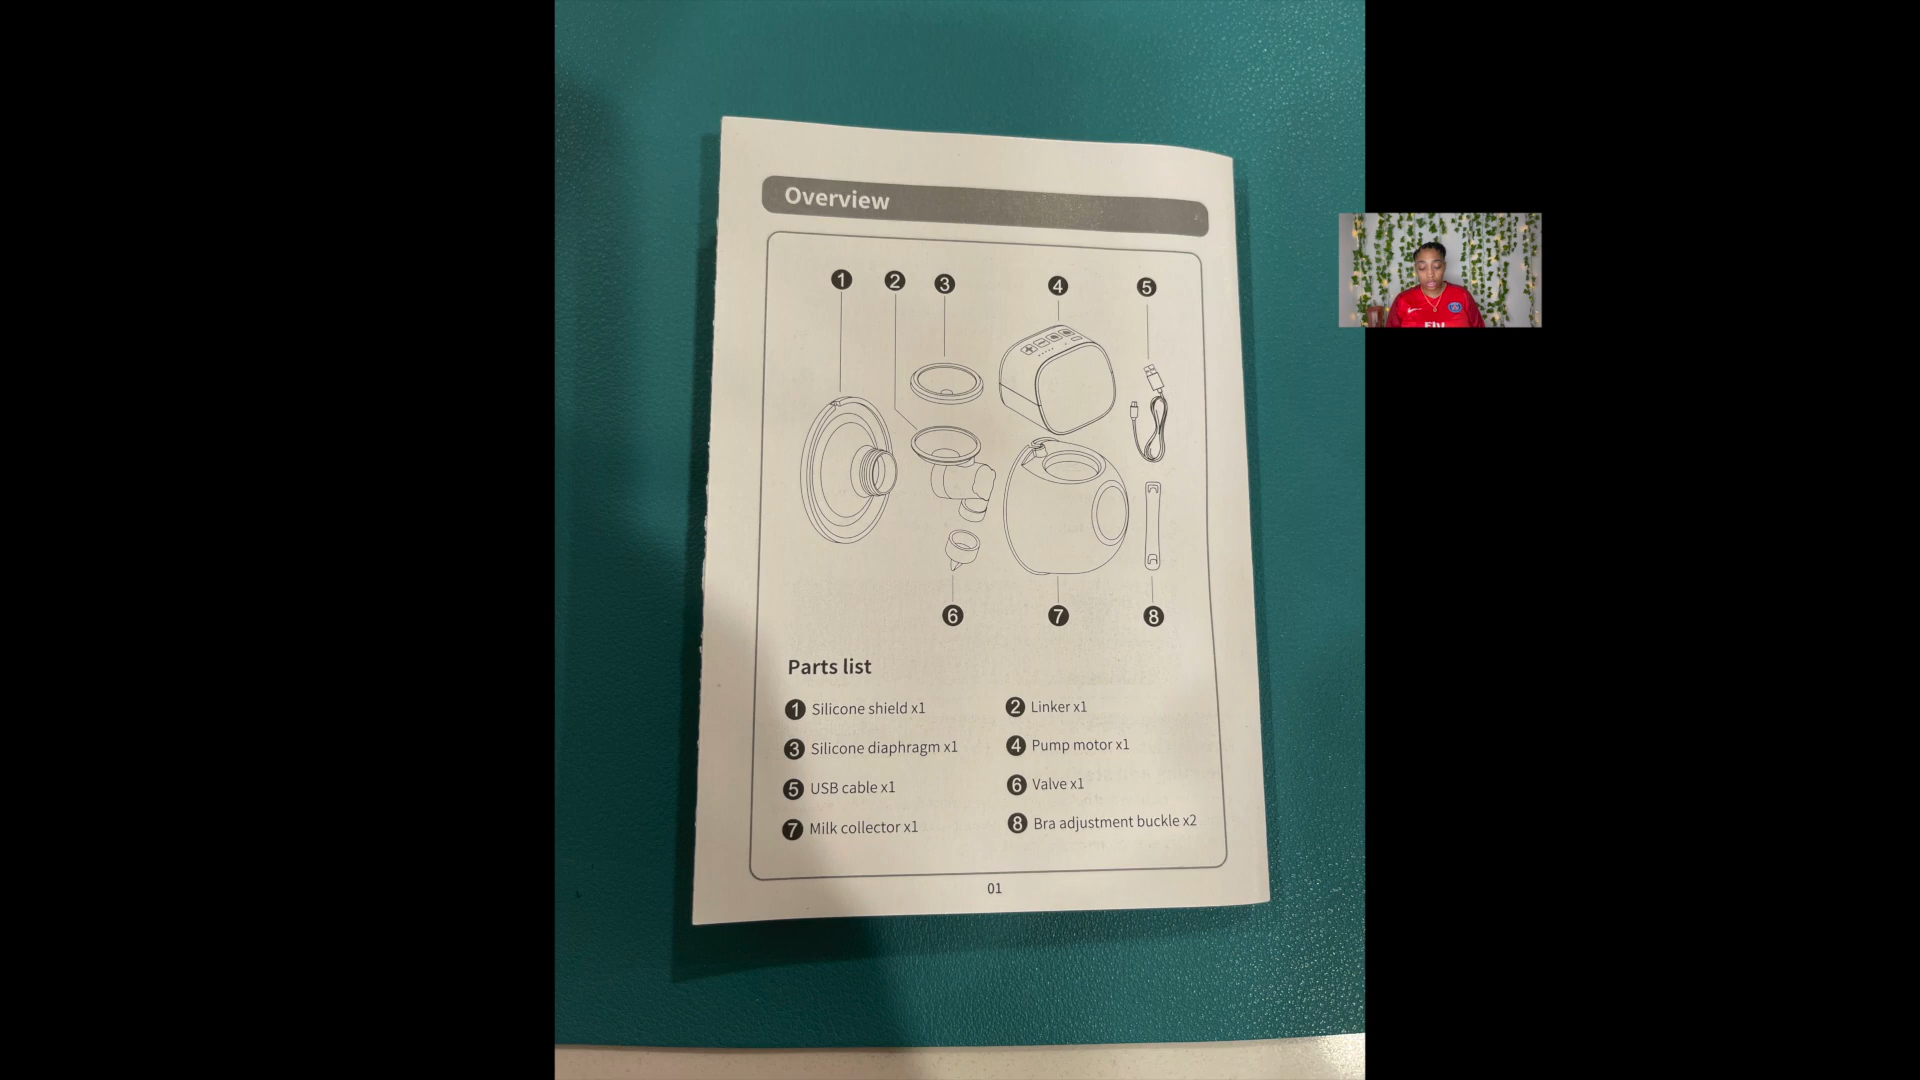 Overview
1 2 3 4 5
6 7 8
Parts list
1 Silicone shield x1
2 Linker x1
3 Silicone diaphragm x1
4 Pump motor x1
5 USB cable x1
6 Valve x1
7 Milk collector x1
8 Bra adjustment buckle x2
01